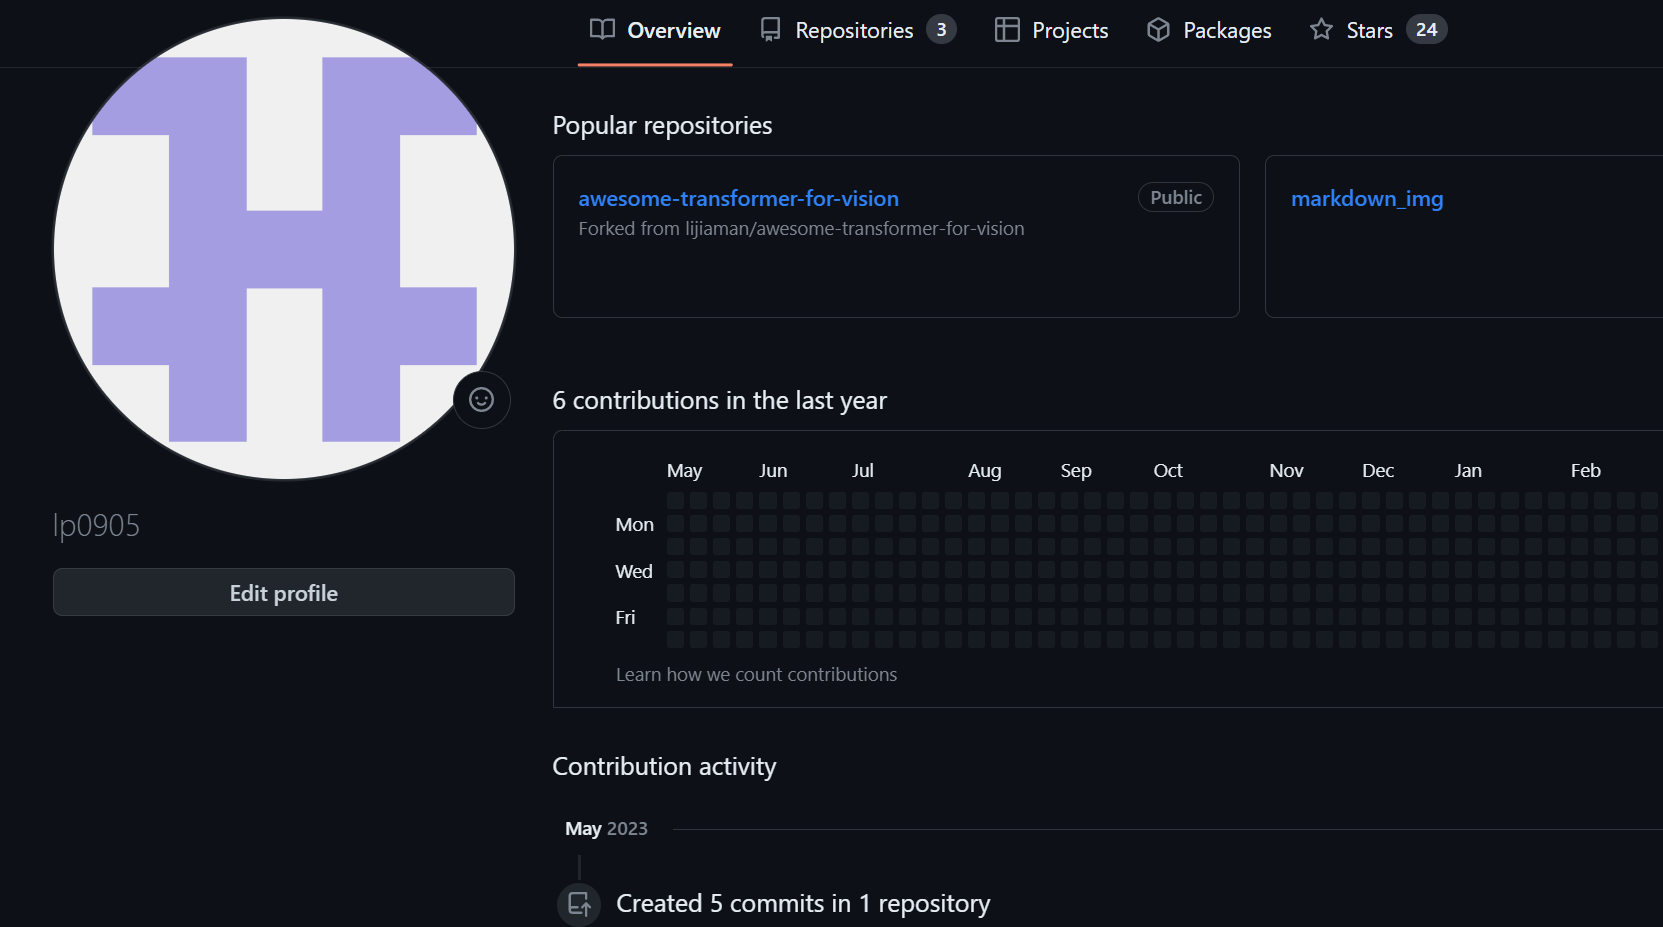 Overview Repositories 3 Projects Packages Stars 24
Popular repositories
awesome-transformer-for-vision Public
Forked from lijiaman/awesome-transformer-for-vision
markdown_img
6 contributions in the last year
May Jun Jul Aug Sep Oct Nov Dec Jan Feb
Mon
Wed
Fri
Learn how we count contributions
lp0905
Edit profile
Contribution activity
May 2023
Created 5 commits in 1 repository